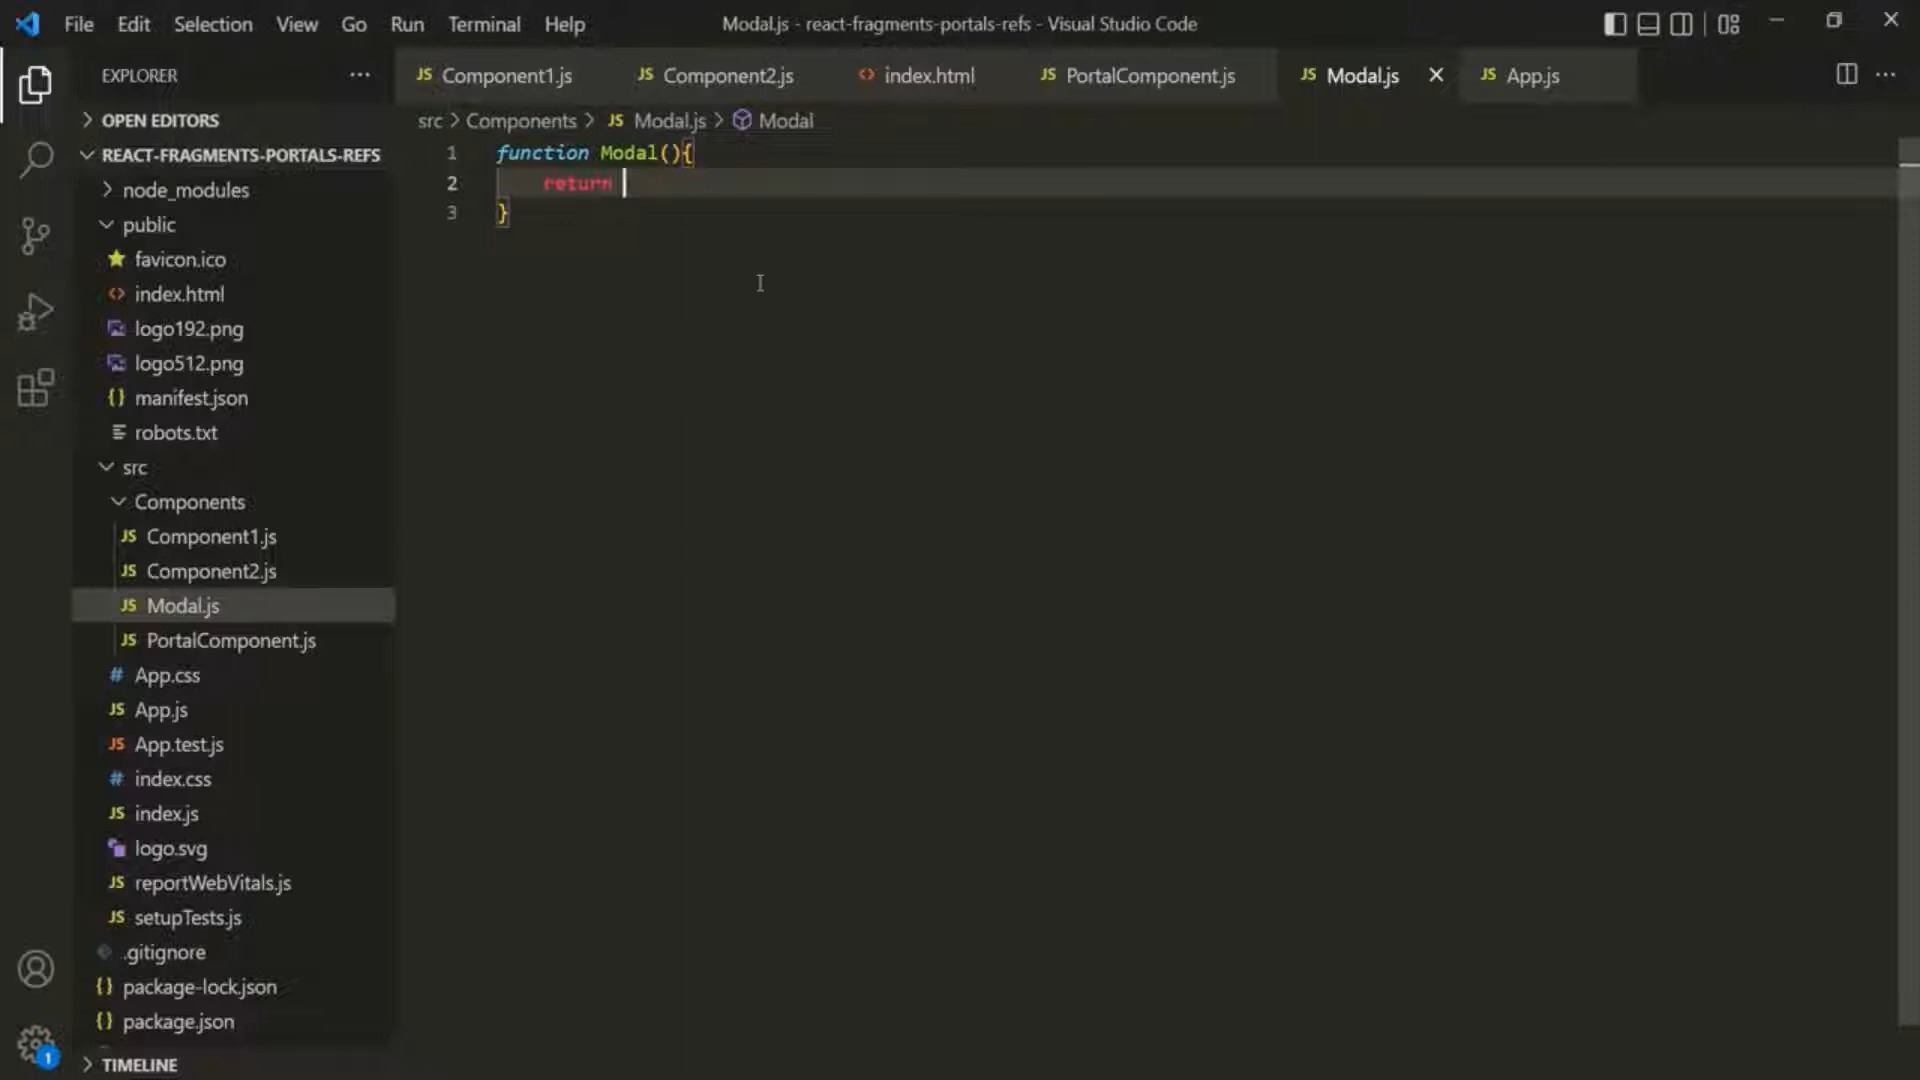 File Edit Selection View Go Run Terminal Help
Modal.js - react-fragments-portals-refs - Visual Studio Code
EXPLORER
JS Component1.js JS Component2.js <> index.html JS PortalComponent.js JS Modal.js JS App.js
OPEN EDITORS
src > Components > JS Modal.js > Modal
REACT-FRAGMENTS-PORTALS-REFS
node_modules
public
favicon.ico
<> index.html
logo192.png
logo512.png
{} manifest.json
robots.txt
src
Components
JS Component1.js
JS Component2.js
JS Modal.js
JS PortalComponent.js
# App.css
JS App.js
JS App.test.js
# index.css
JS index.js
logo.svg
JS reportWebVitals.js
JS setupTests.js
.gitignore
{} package-lock.json
{} package.json
TIMELINE
1
1 function Modal(){
2 return
3 }